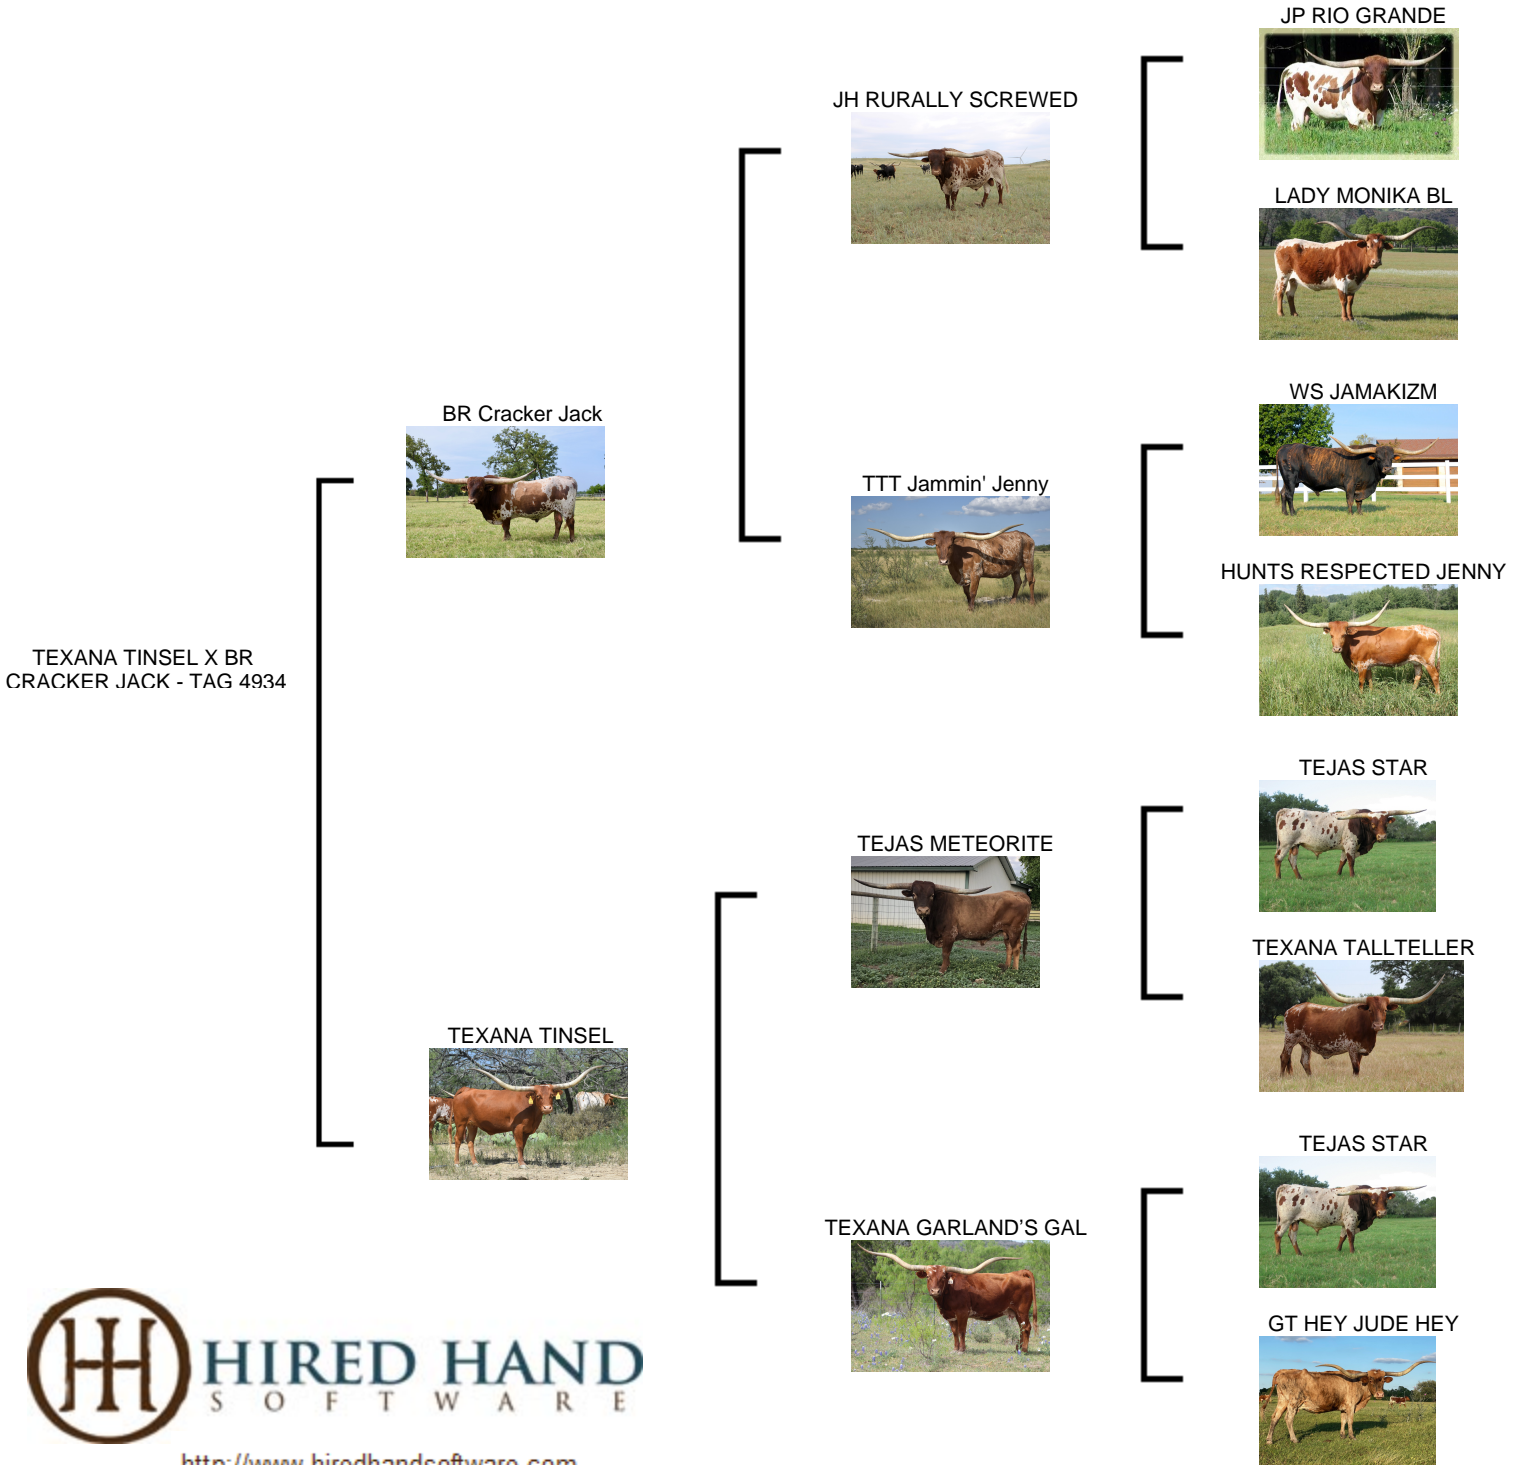 JP RIO GRANDE
JH RURALLY SCREWED
LADY MONIKA BL
WS JAMAKIZM
BR Cracker Jack
TTT Jammin' Jenny
HUNTS RESPECTED JENNY
TEXANA TINSEL X BR
CRACKER JACK - TAG 4934
TEJAS STAR
TEJAS METEORITE
TEXANA TALLTELLER
TEXANA TINSEL
TEJAS STAR
TEXANA GARLAND’S GAL
GT HEY JUDE HEY
HIRED HAND
SOFTWARE
http://www.hiredhandsoftware.com